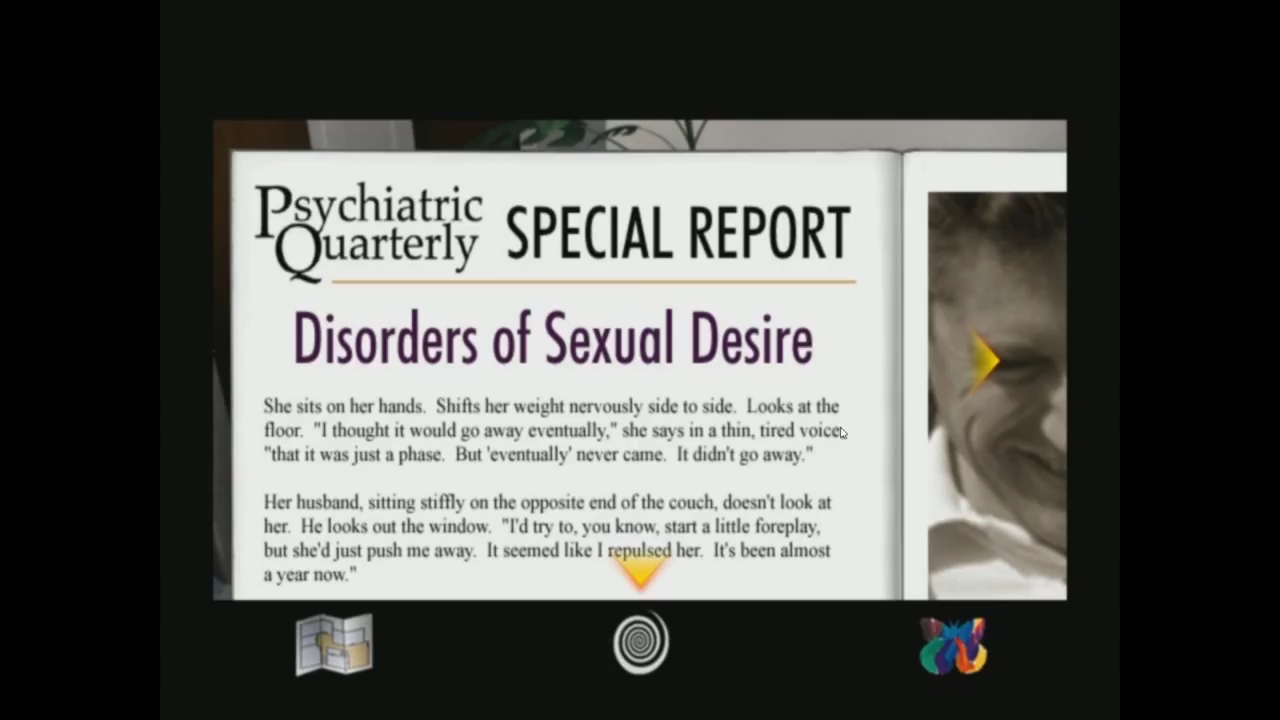 Psychiatric
Quarterly
SPECIAL REPORT
Disorders of Sexual Desire
She sits on her hands. Shifts her weight nervously side to side. Looks at the
floor. "I thought it would go away eventually," she says in a thin, tired voice,
"that it was just a phase. But 'eventually' never came. It didn't go away."
Her husband, sitting stiffly on the opposite end of the couch, doesn't look at
her. He looks out the window. "I'd try to, you know, start a little foreplay,
but she'd just push me away. It seemed like I repulsed her. It's been almost
a year now."